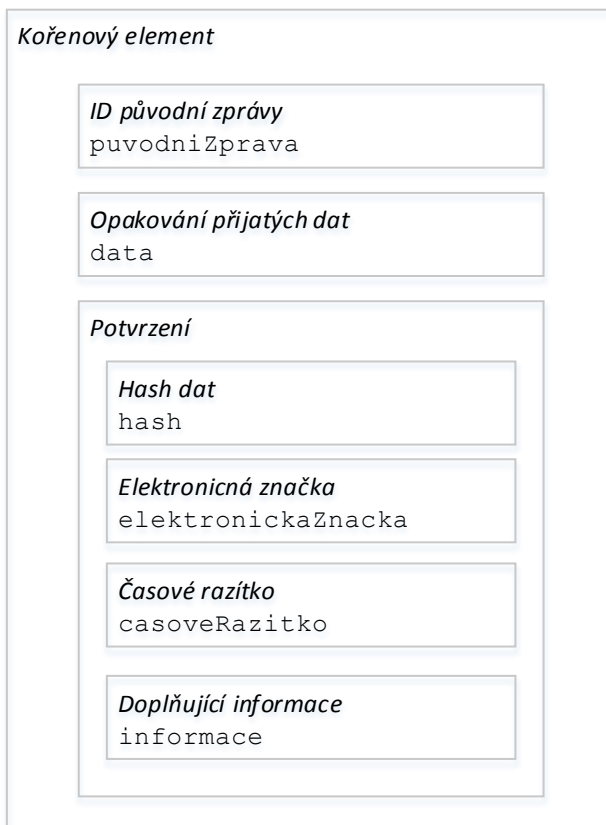 Kořenový element
ID původní zprávy
puvodniZprava
Opakování přijatých dat
data
Potvrzení
Hash dat
hash
Elektronicná značka
elektronickaZnacka
Časové razítko
casoveRazitko
Doplňující informace
informace